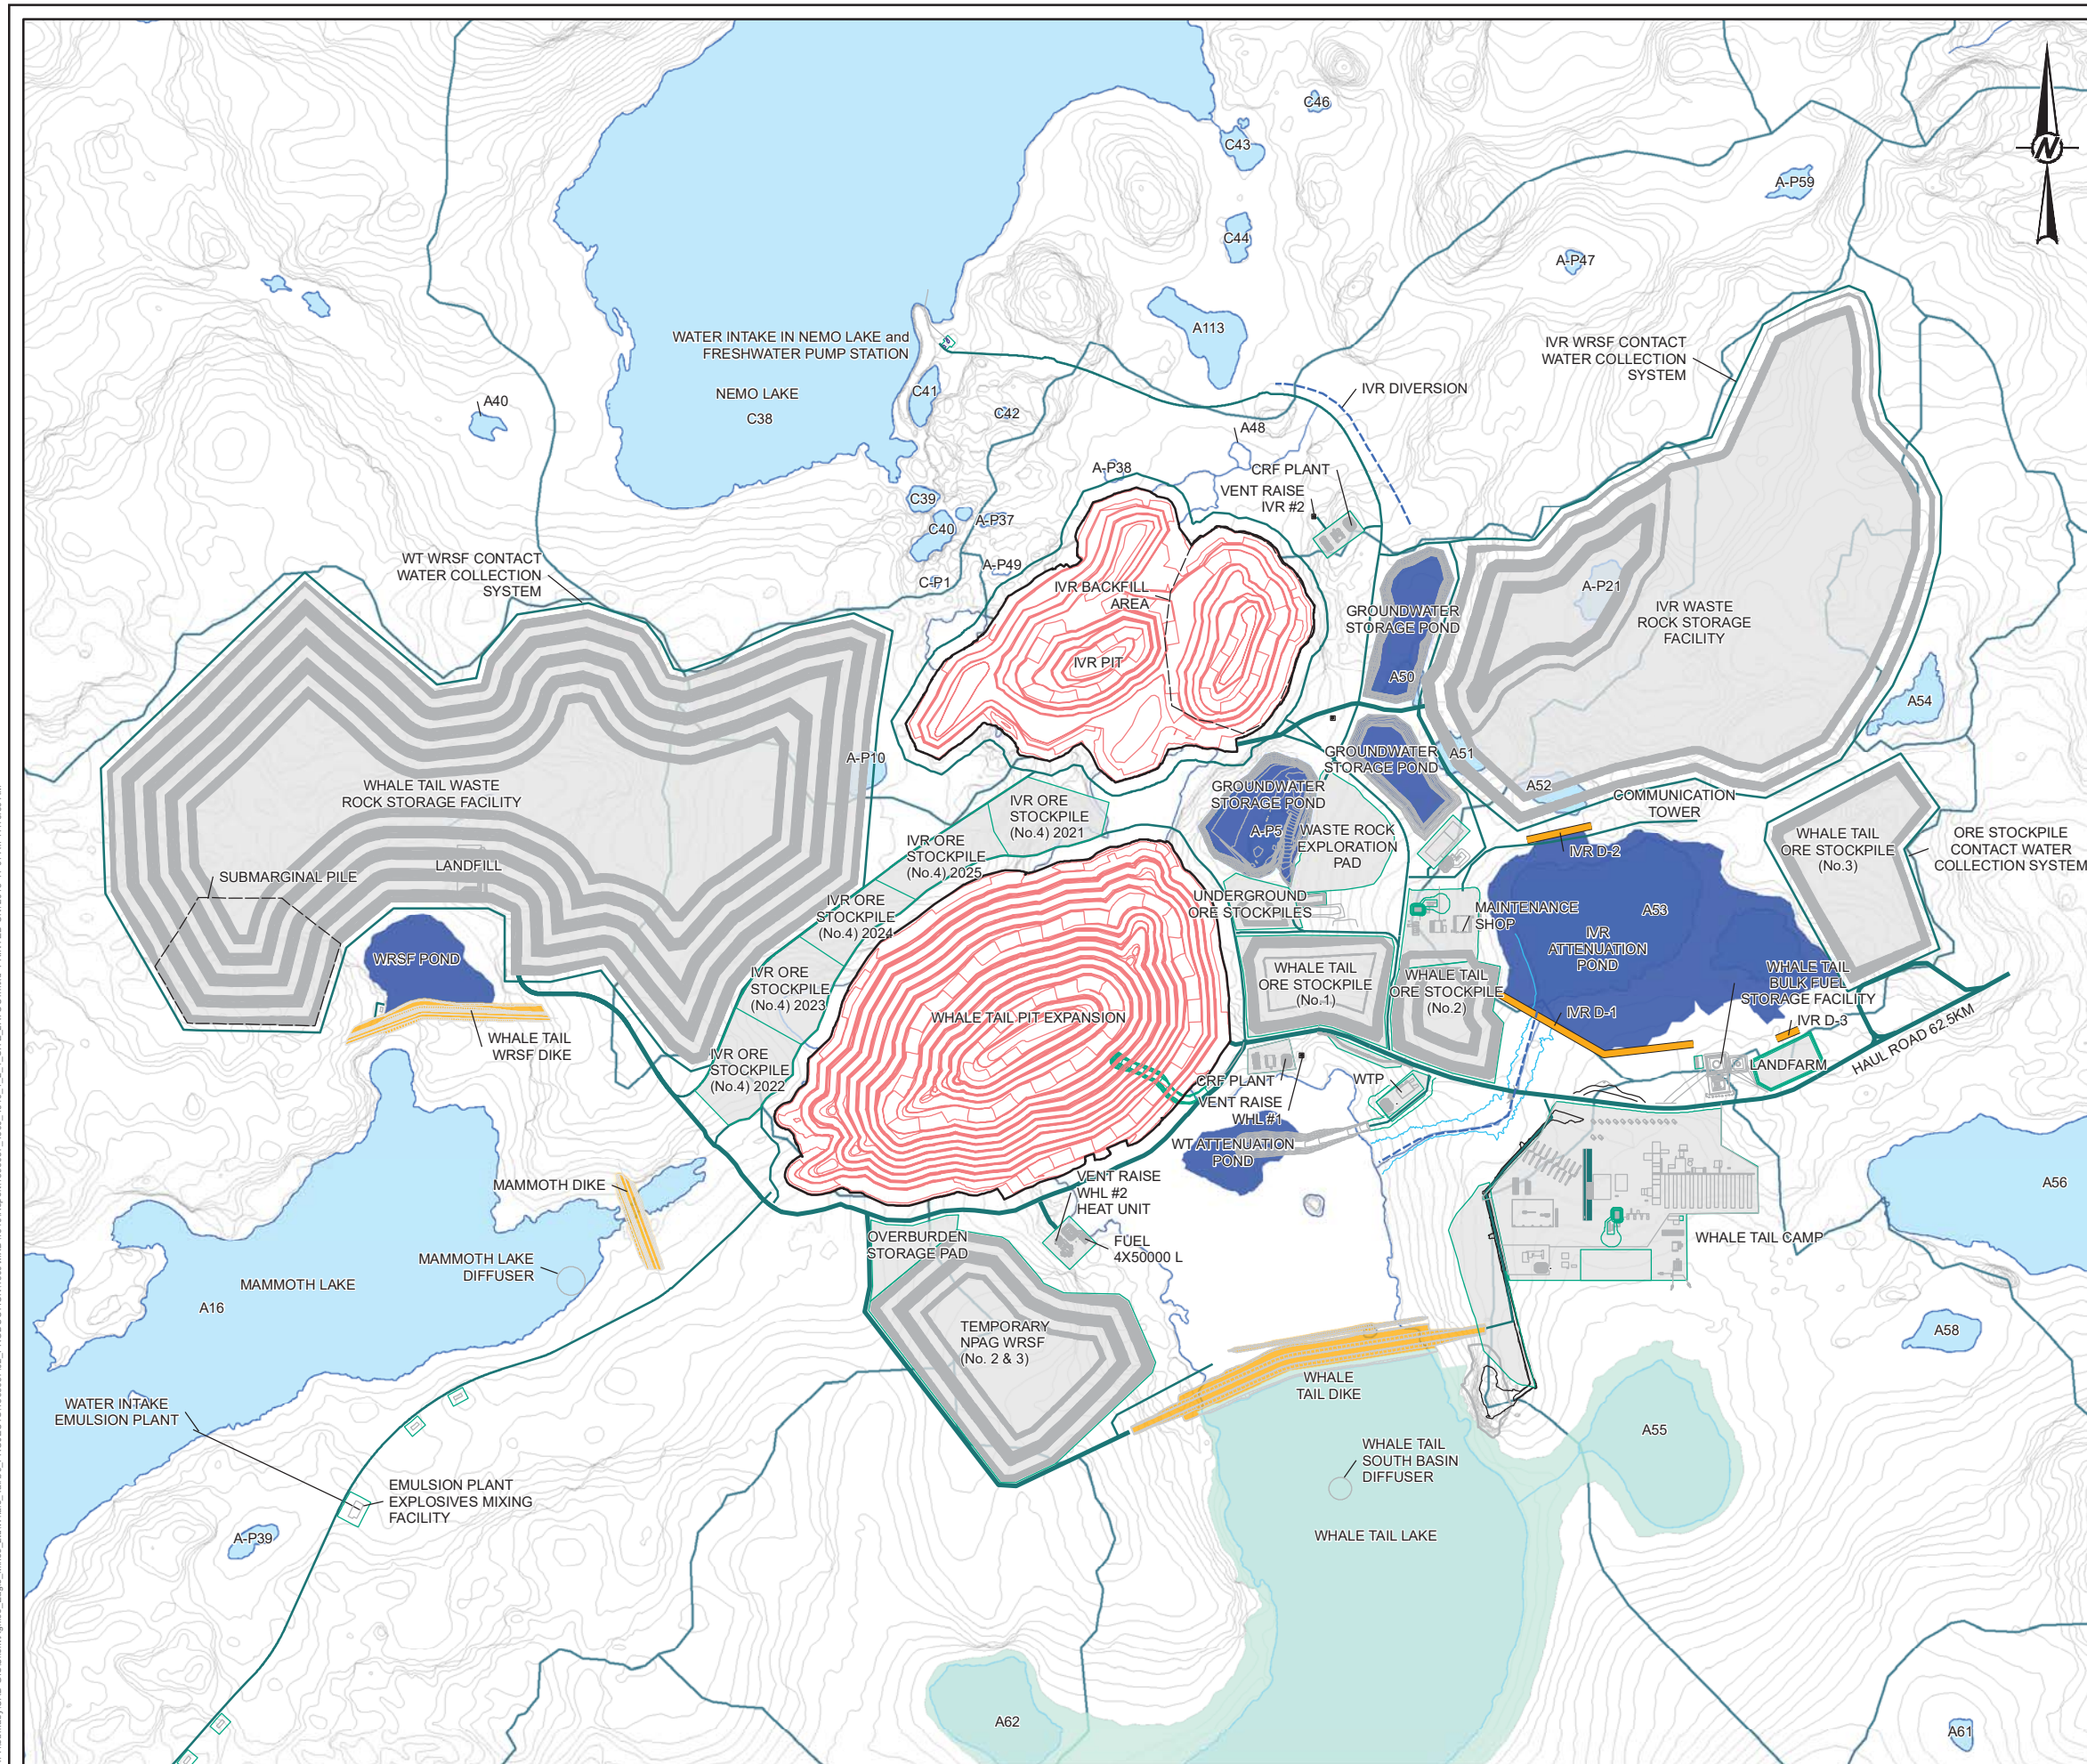 C46
C43
A-P59
N
C44
A-P47
A113
WATER INTAKE IN NEMO LAKE and
FRESHWATER PUMP STATION
IVR WRSF CONTACT
WATER COLLECTION
SYSTEM
NEMO LAKE
C38
C41
C42
IVR DIVERSION
A40
A48
A-P38
CRF PLANT
VENT RAISE
IVR #2
C39
C40
A-P37
A-P49
C-P1
WT WRSF CONTACT
WATER COLLECTION
SYSTEM
IVR BACKFILL
AREA
GROUNDWATER
STORAGE POND
A-P21
IVR WASTE
ROCK STORAGE
FACILITY
IVR PIT
A50
A54
A-P10
GROUNDWATER
STORAGE POND
A51
A52
WHALE TAIL WASTE
ROCK STORAGE FACILITY
GROUNDWATER
STORAGE POND
A-P5
WASTE ROCK
EXPLORATION
PAD
COMMUNICATION
TOWER
IVR ORE
STOCKPILE
(No.4) 2021
IVR ORE
STOCKPILE
(No.4) 2025
IVR D-2
WHALE TAIL
ORE STOCKPILE
(No.3)
ORE STOCKPILE
CONTACT WATER
COLLECTION SYSTEM
LANDFILL
SUBMARGINAL PILE
IVR ORE
STOCKPILE
(No.4) 2024
UNDERGROUND
ORE STOCKPILES
MAINTENANCE
SHOP
A53
IVR
ATTENUATION
POND
WRSF POND
IVR ORE
STOCKPILE
(No.4) 2023
WHALE TAIL
ORE STOCKPILE
(No.1)
WHALE TAIL
ORE STOCKPILE
(No.2)
WHALE TAIL
BULK FUEL
STORAGE FACILITY
WHALE TAIL PIT EXPANSION
IVR D-1
IVR D-3
WHALE TAIL
WRSF DIKE
IVR ORE
STOCKPILE
(No.4) 2022
HAUL ROAD 62.5KM
LANDFARM
CRF PLANT
WTP
VENT RAISE
WHL #1
WT ATTENUATION
POND
MAMMOTH DIKE
VENT RAISE
WHL #2
HEAT UNIT
A56
OVERBURDEN
STORAGE PAD
FUEL
4X50000 L
WHALE TAIL CAMP
MAMMOTH LAKE
DIFFUSER
MAMMOTH LAKE
A16
TEMPORARY
NPAG WRSF
(No. 2 & 3)
A58
WHALE
TAIL DIKE
WATER INTAKE
EMULSION PLANT
A55
WHALE TAIL
SOUTH BASIN
DIFFUSER
EMULSION PLANT
EXPLOSIVES MIXING
FACILITY
A-P39
WHALE TAIL LAKE
A62
A61